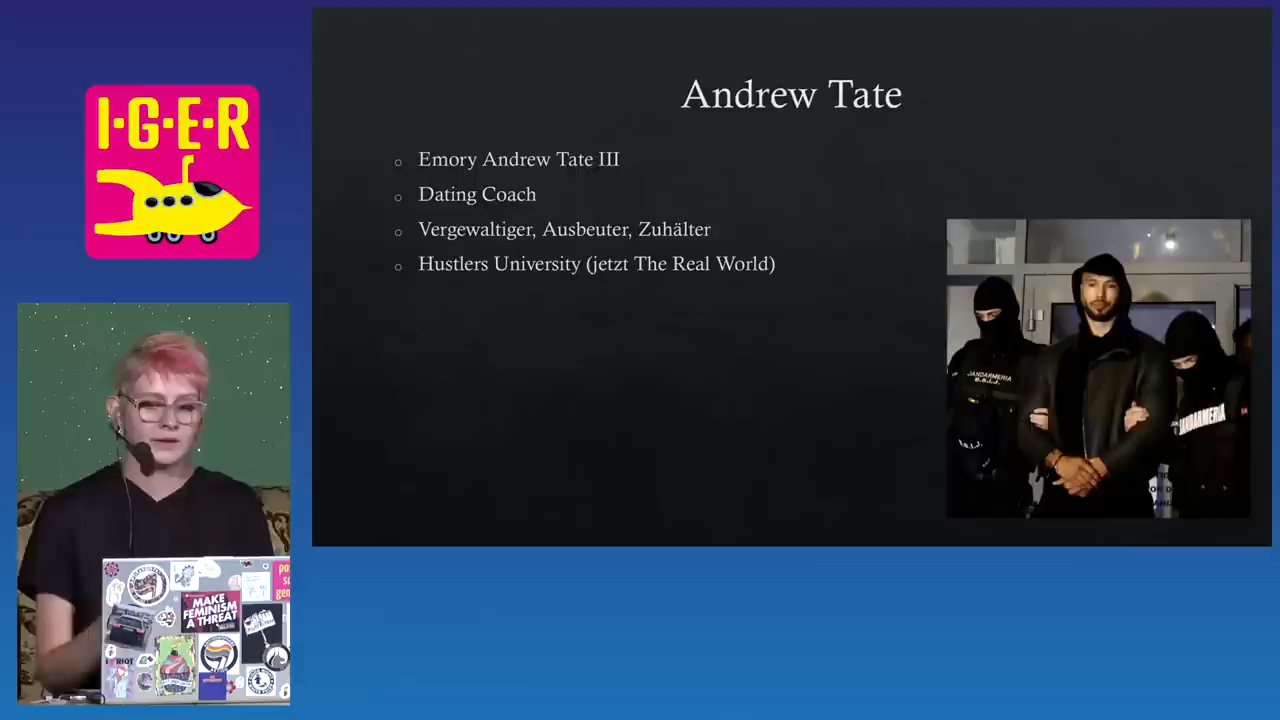 I·G·E·R
Andrew Tate
Emory Andrew Tate III
Dating Coach
Vergewaltiger, Ausbeuter, Zuhälter
Hustlers University (jetzt The Real World)
JANDARMERIA
B.S.I.J.
JANDARMERIA
MAKE
FEMINISM
A THREAT
RIOT